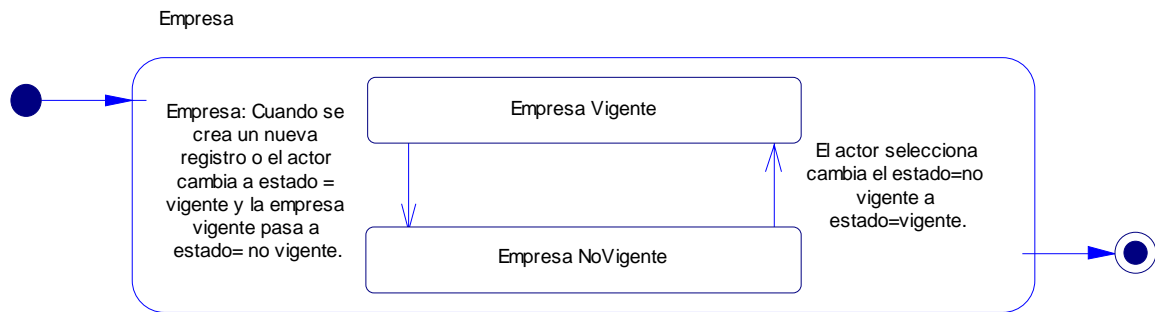 Empresa
Empresa: Cuando se
crea un nueva
registro o el actor
cambia a estado =
vigente y la empresa
vigente pasa a
estado= no vigente.
Empresa Vigente
Empresa NoVigente
El actor selecciona
cambia el estado=no
vigente a
estado=vigente.